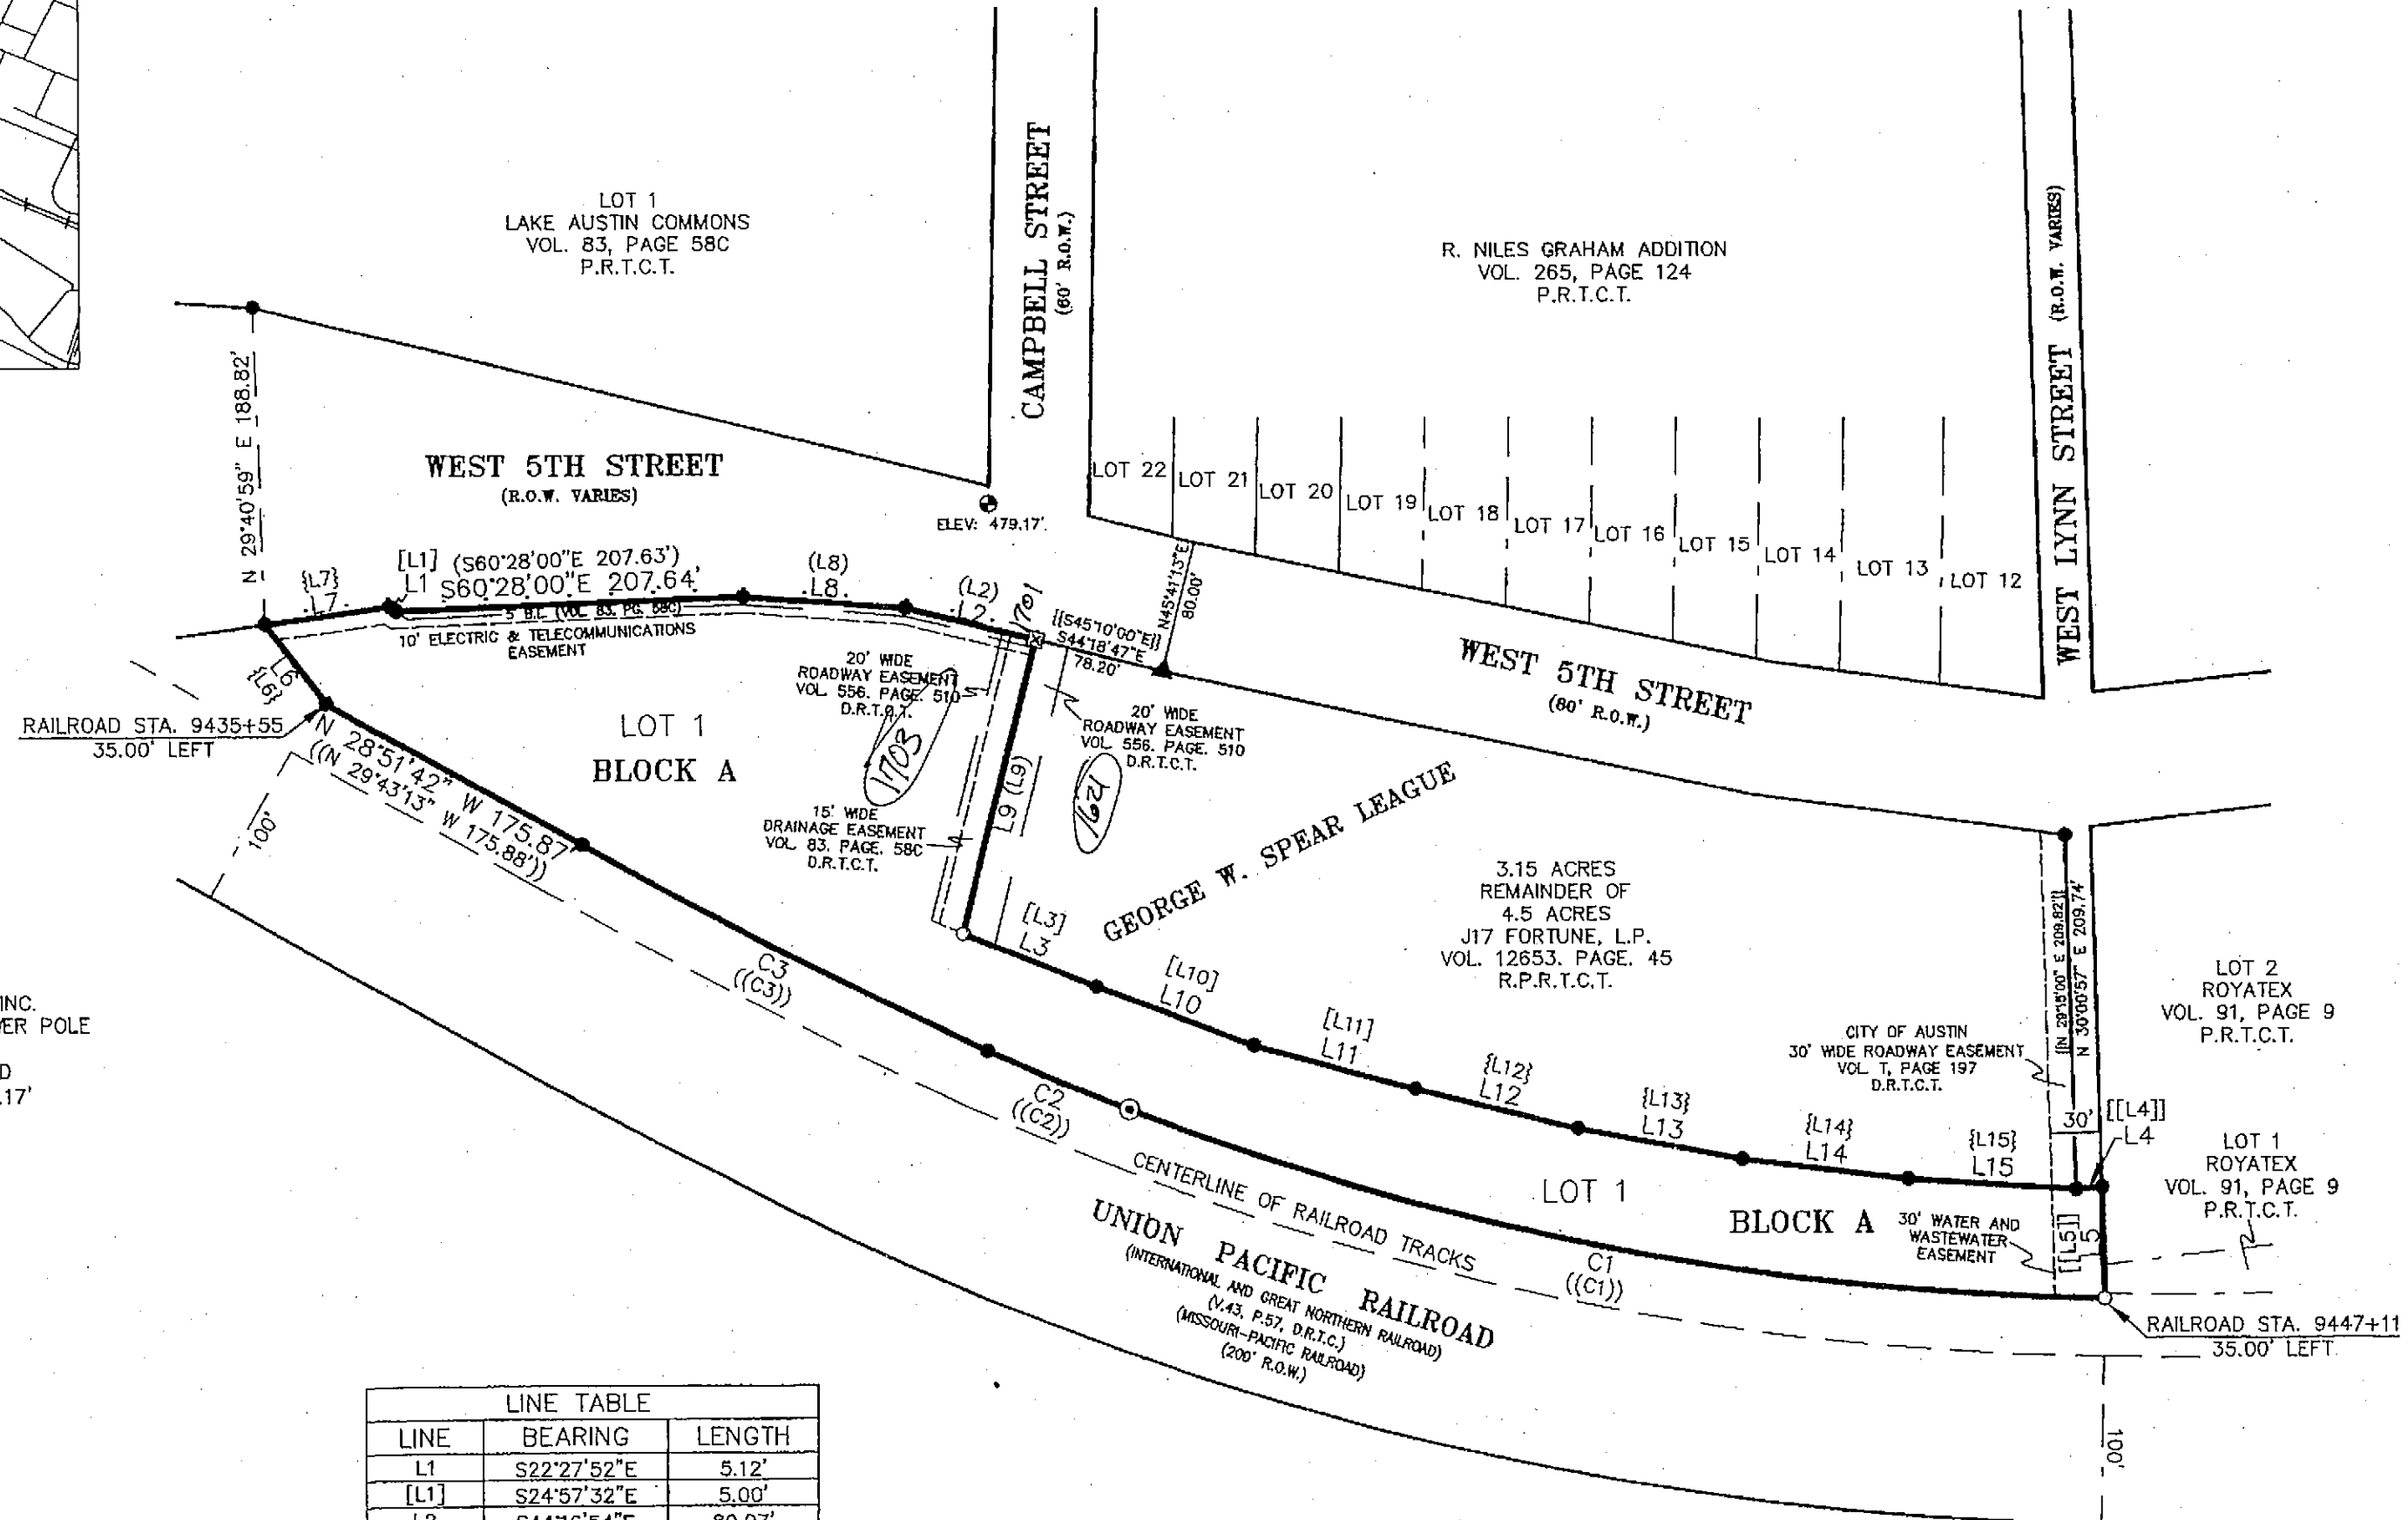 LOT 1
LAKE AUSTIN COMMONS
VOL. 83, PAGE 58C
P.R.T.C.T.
CAMPBELL STREET
(60' R.O.W.)
R. NILES GRAHAM ADDITION
VOL. 265, PAGE 124
P.R.T.C.T.
WEST LYNN STREET (R.O.W. VARIES)
N 29°40'59" E 188.82'
WEST 5TH STREET
(R.O.W. VARIES)
ELEV: 479.17'
LOT 22
LOT 21
LOT 20
LOT 19
LOT 18
LOT 17
LOT 16
LOT 15
LOT 14
LOT 13
LOT 12
{L7}
L7
[L1] (S60°28'00"E 207.63')
L1 S60°28'00"E 207.64'
(L8)
L8
(L2)
L2
1701
[[S45°10'00"E]]
S44°18'47"E
78.20'
N45°41'13"E
80.00'
5' B.L. (VOL. 83, PG. 58C)
10' ELECTRIC & TELECOMMUNICATIONS
EASEMENT
L6
{L6}
RAILROAD STA. 9435+55
35.00' LEFT
N 28°51'42" W 175.87'
((N 29°43'13" W 175.88'))
100'
LOT 1
BLOCK A
20' WIDE
ROADWAY EASEMENT
VOL. 556. PAGE. 510
D.R.T.C.T.
1703
20' WIDE
ROADWAY EASEMENT
VOL. 556. PAGE. 510
D.R.T.C.T.
1621
15' WIDE
DRAINAGE EASEMENT
VOL. 83. PAGE. 58C
D.R.T.C.T.
L9 (L9)
WEST 5TH STREET
(80' R.O.W.)
GEORGE W. SPEAR LEAGUE
3.15 ACRES
REMAINDER OF
4.5 ACRES
J17 FORTUNE, L.P.
VOL. 12653. PAGE. 45
R.P.R.T.C.T.
[[N 29°15'00" E 209.82']]
N 30°00'57" E 209.74'
LOT 2
ROYATEX
VOL. 91, PAGE 9
P.R.T.C.T.
CITY OF AUSTIN
30' WIDE ROADWAY EASEMENT
VOL. T, PAGE 197
D.R.T.C.T.
30'
[[L4]]
L4
LOT 1
ROYATEX
VOL. 91, PAGE 9
P.R.T.C.T.
[L3]
L3
[L10]
L10
[L11]
L11
{L12}
L12
{L13}
L13
{L14}
L14
{L15}
L15
C3
((C3))
C2
((C2))
C1
((C1))
INC.
ER POLE
D
.17'
LOT 1
BLOCK A
30' WATER AND
WASTEWATER
EASEMENT
[[L5]]
5
CENTERLINE OF RAILROAD TRACKS
UNION PACIFIC RAILROAD
(INTERNATIONAL AND GREAT NORTHERN RAILROAD)
(V.43, P.57, D.R.T.C.)
(MISSOURI-PACIFIC RAILROAD)
(200' R.O.W.)
RAILROAD STA. 9447+11
35.00' LEFT
100'
LINE TABLE
LINE BEARING LENGTH
L1 S22°27'52"E 5.12'
[L1] S24°57'32"E 5.00'
L2 S44°16'54"E 80.07'